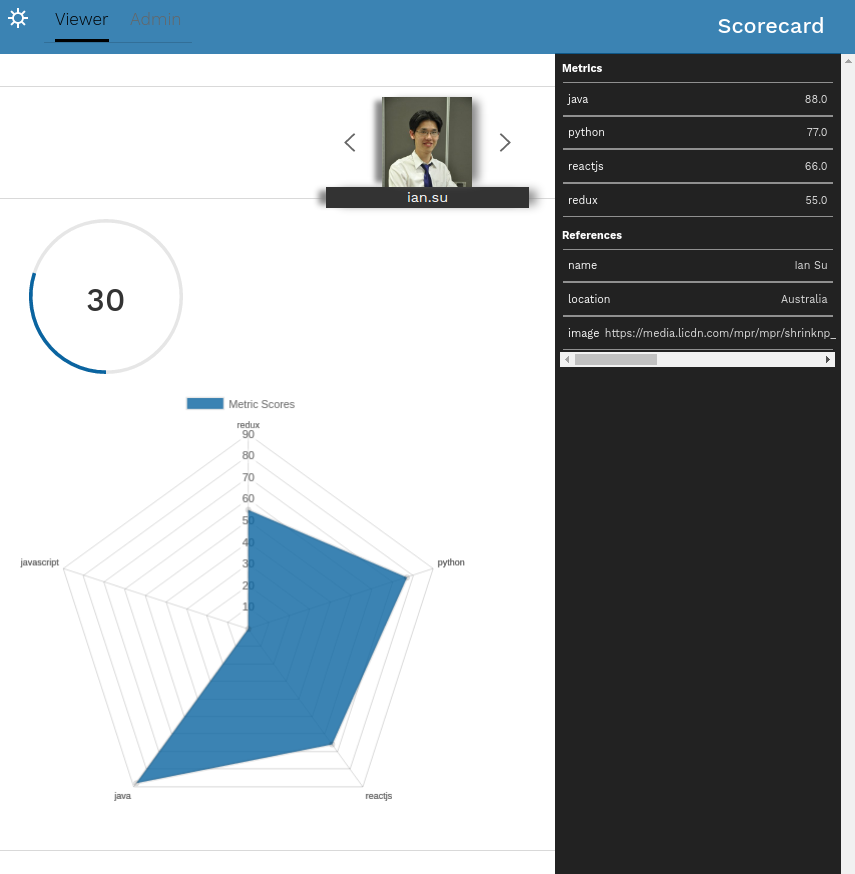 Viewer Admin
Scorecard
ian.su
30
Metric Scores
redux
90
80
70
60
50
40
30
20
10
javascript
python
java
reactjs
Metrics
java 88.0
python 77.0
reactjs 66.0
redux 55.0
References
name Ian Su
location Australia
image https://media.licdn.com/mpr/mpr/shrinknp_